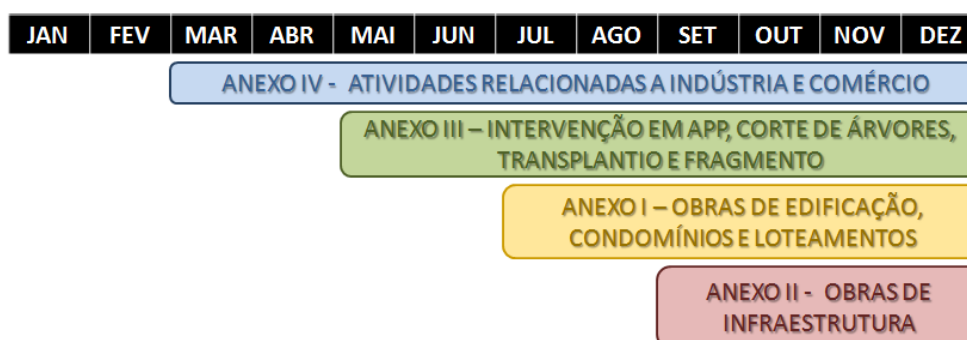 JAN FEV MAR ABR MAI JUN JUL AGO SET OUT NOV DEZ
ANEXO IV - ATIVIDADES RELACIONADAS A INDÚSTRIA E COMÉRCIO
ANEXO III – INTERVENÇÃO EM APP, CORTE DE ÁRVORES,
TRANSPLANTIO E FRAGMENTO
ANEXO I – OBRAS DE EDIFICAÇÃO,
CONDOMÍNIOS E LOTEAMENTOS
ANEXO II - OBRAS DE
INFRAESTRUTURA